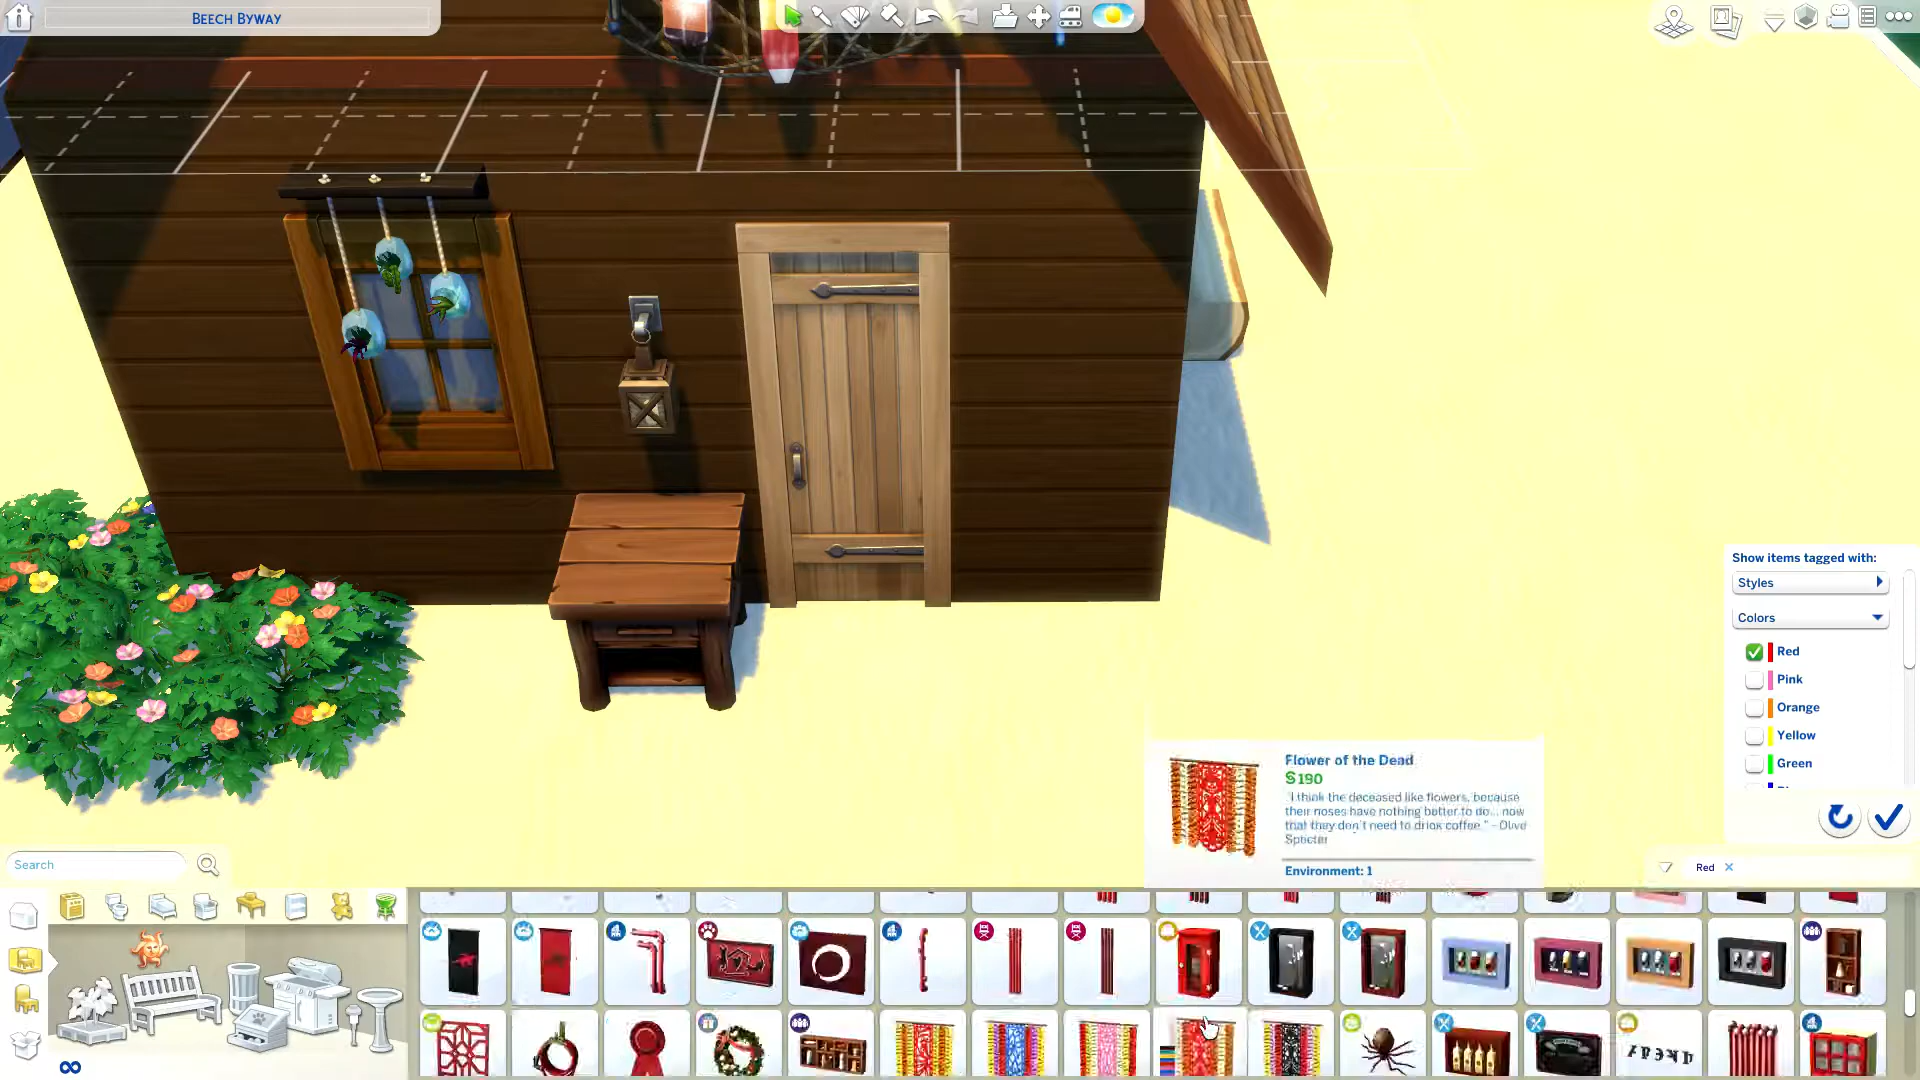 BEECH BYWAY
Show items tagged with:
Styles
Colors
Red
Pink
Orange
Yellow
Green
Flower of the Dead
§190
"I think the deceased like flowers, because
their noses have nothing better to do... now
that they don't need to drink coffee." - Olive
Specter
Environment: 1
Search
Red